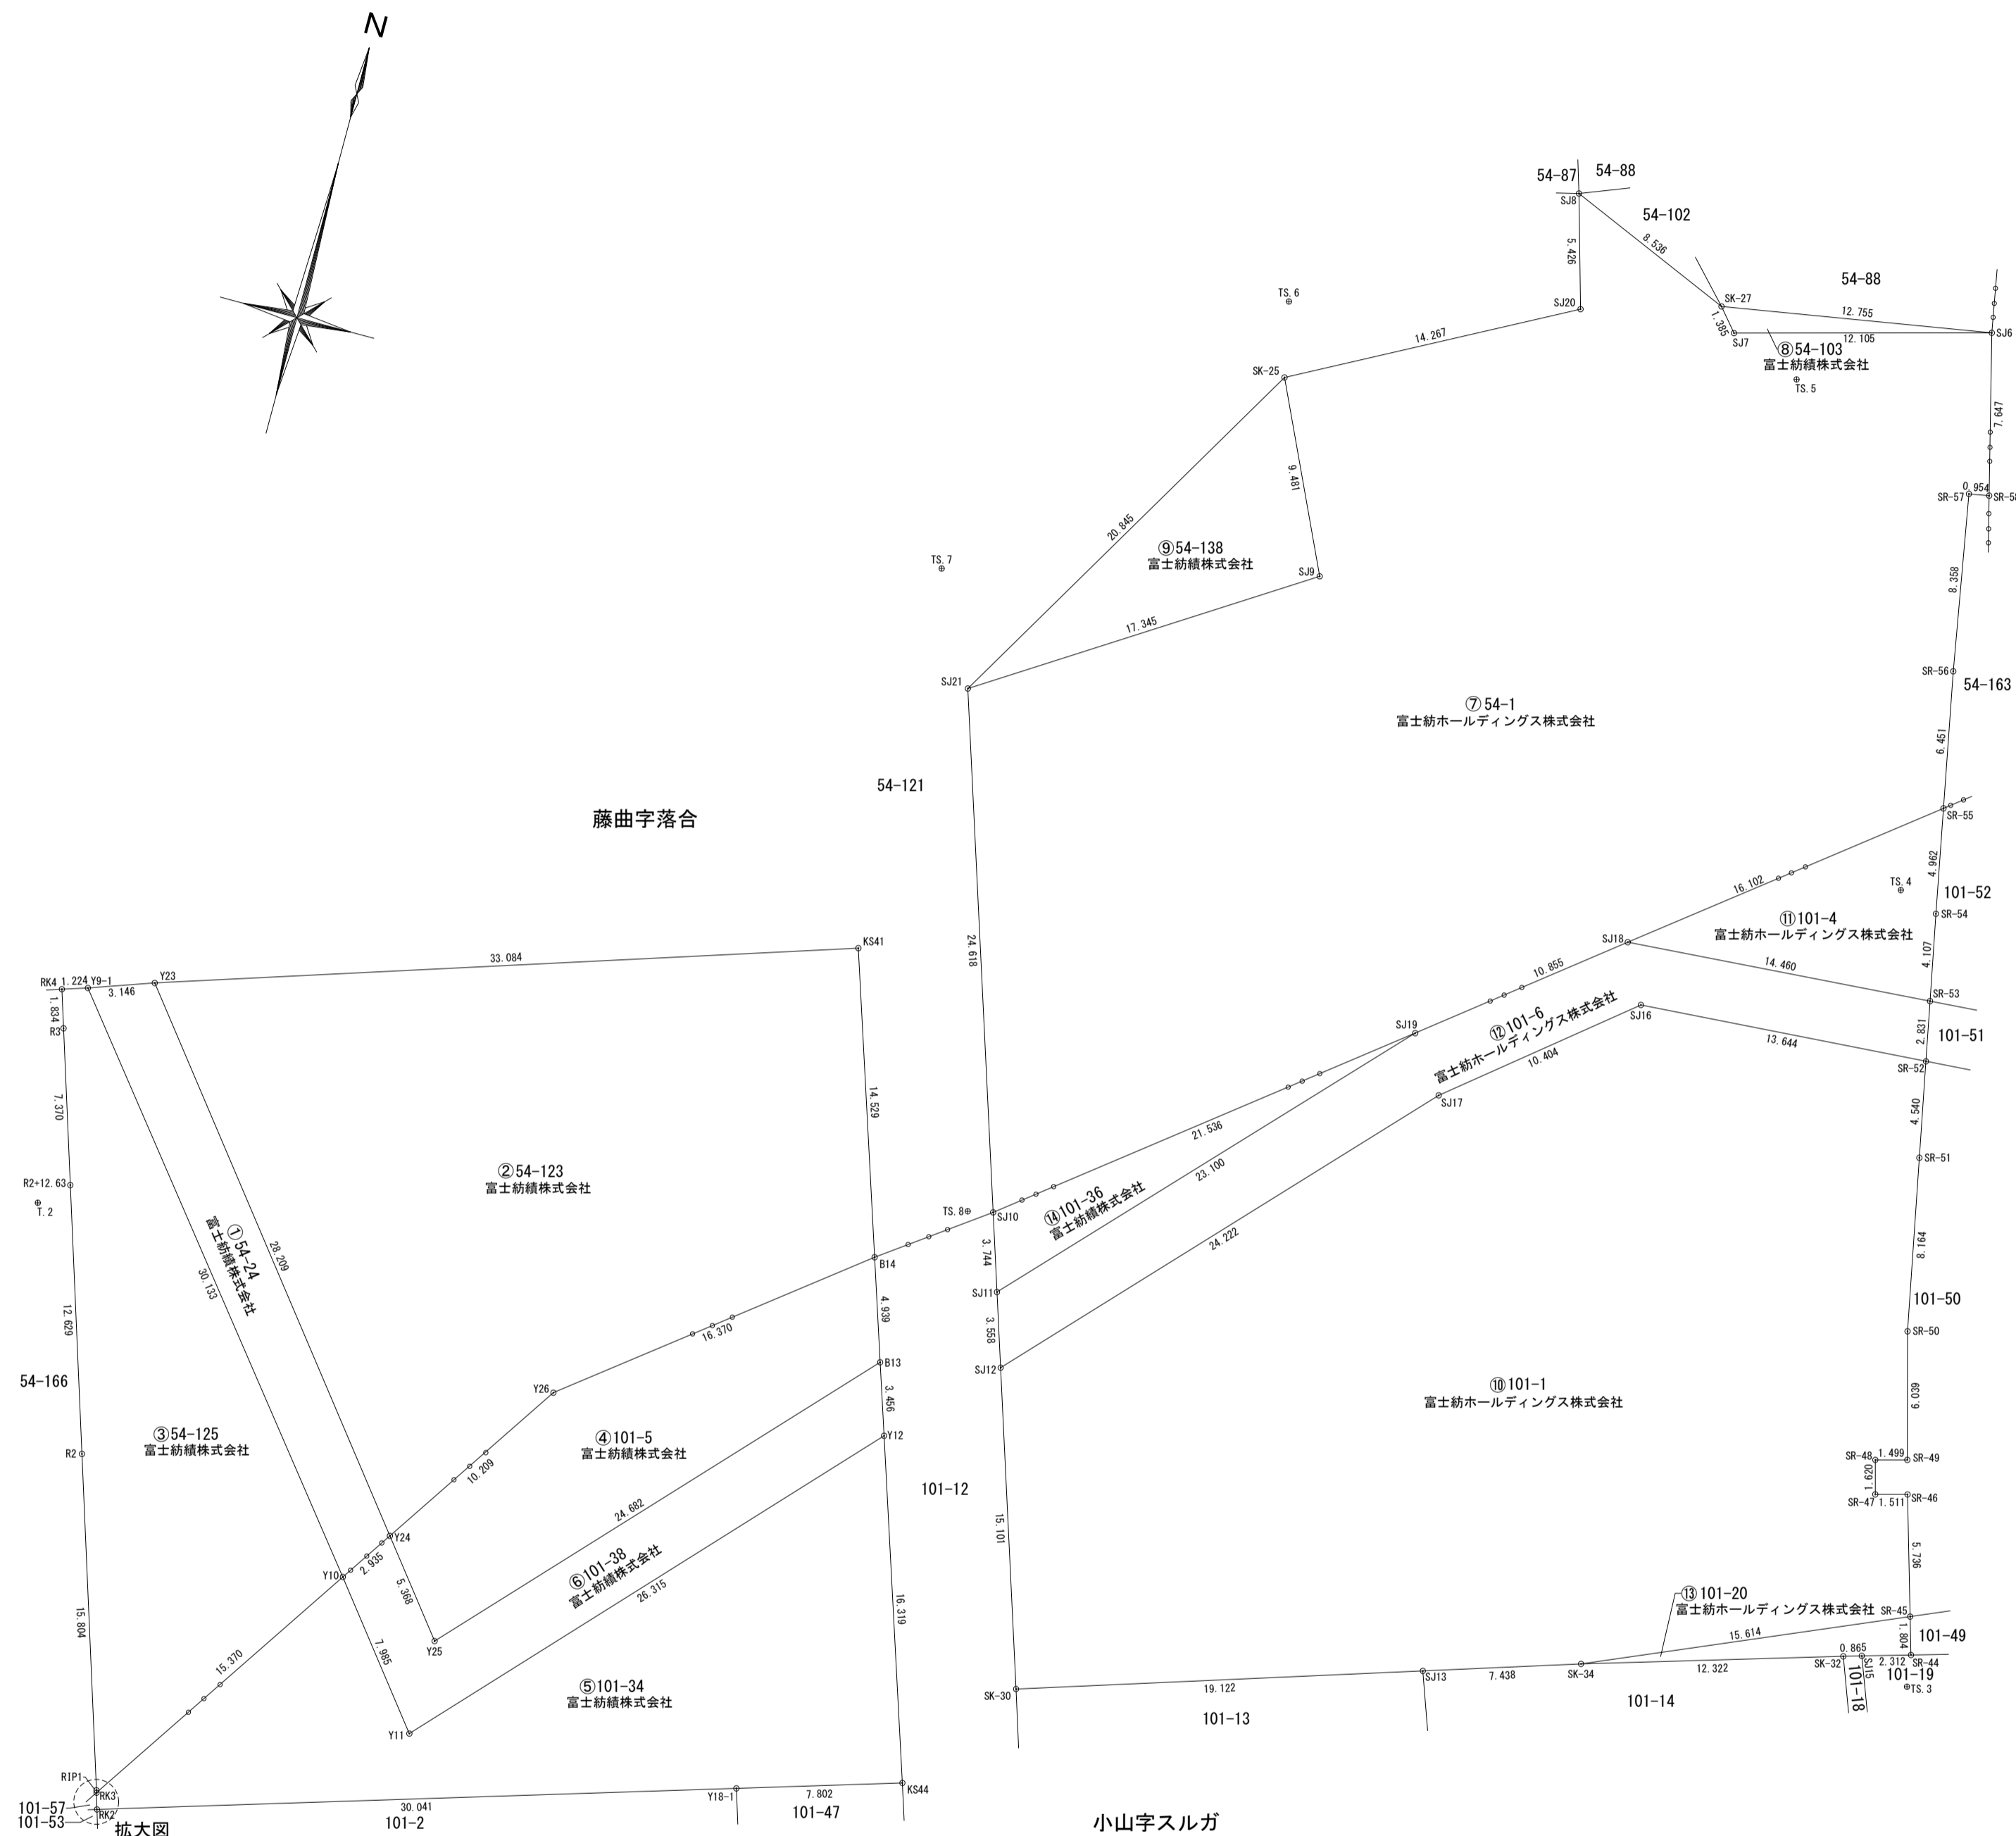 N
54-87
54-88
SJ8
54-102
5.426
8.536
54-88
TS.6
SJ20
SK-27
12.755
1.385
SJ7
12.105
SJ6
14.267
⑧54-103
富士紡績株式会社
TS.5
SK-25
7.647
9.481
0.954
SR-57
SR-58
20.845
⑨54-138
富士紡績株式会社
TS.7
SJ9
8.358
17.345
SJ21
SR-56
54-163
⑦54-1
富士紡ホールディングス株式会社
6.451
54-121
藤曲字落合
SR-55
4.962
16.102
TS.4
101-52
⑪101-4
富士紡ホールディングス株式会社
SR-54
24.618
SJ18
4.107
KS41
33.084
14.460
10.855
RK4
1.224
Y9-1
Y23
3.146
1.834
R3
SR-53
⑫101-6
富士紡ホールディングス株式会社
SJ16
SJ19
2.831
101-51
13.644
10.404
SR-52
7.370
14.529
SJ17
4.540
21.536
23.100
②54-123
富士紡績株式会社
R2+12.63
T.2
SR-51
TS.8
SJ10
⑭101-36
富士紡績株式会社
①54-24
富士紡績株式会社
28.209
30.133
3.744
24.222
8.164
B14
SJ11
101-50
12.629
4.939
16.370
3.558
SR-50
54-166
B13
SJ12
Y26
⑩101-1
富士紡ホールディングス株式会社
6.039
③54-125
富士紡績株式会社
④101-5
富士紡績株式会社
3.456
Y12
R2
10.209
SR-48
1.499
SR-49
1.620
101-12
SR-47
1.511
SR-46
24.682
15.101
Y24
2.935
5.736
Y10
⑥101-38
富士紡績株式会社
5.368
26.315
16.319
⑬101-20
富士紡ホールディングス株式会社
SR-45
15.804
15.614
1.804
101-49
Y25
7.985
15.370
0.865
SJ13
7.438
SK-34
12.322
SK-32
SJ15
2.312
SR-44
101-19
101-18
TS.3
⑤101-34
富士紡績株式会社
SK-30
19.122
101-14
101-13
Y11
RIP1
RK3
Y18-1
7.802
KS44
101-57
101-53
RK2
30.041
101-47
拡大図
101-2
小山字スルガ